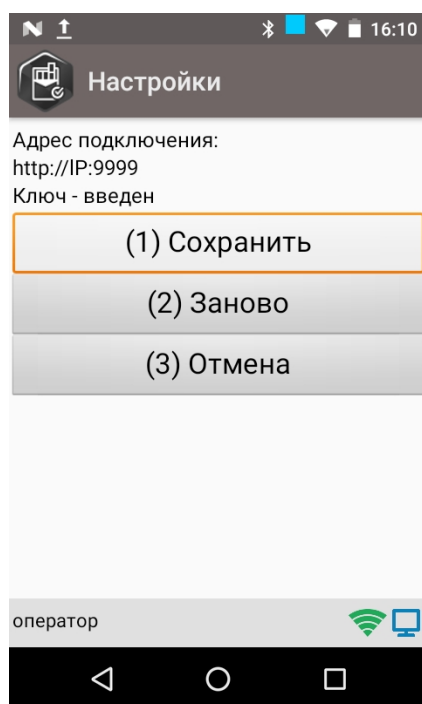 16:10
Настройки
Адрес подключения:
http://IP:9999
Ключ - введен
(1) Сохранить
(2) Заново
(3) Отмена
оператор